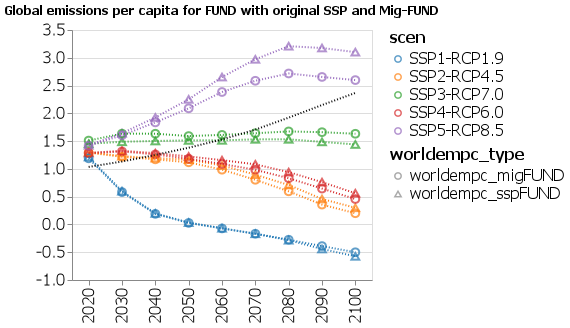 Global emissions per capita for FUND with original SSP and Mig-FUND
3.5
3.0
2.5
2.0
1.5
1.0
0.5
0.0
-0.5
-1.0
2020
2030
2040
2050
2060
2070
2080
2090
2100
scen
SSP1-RCP1.9
SSP2-RCP4.5
SSP3-RCP7.0
SSP4-RCP6.0
SSP5-RCP8.5
worldempc_type
worldempc_migFUND
worldempc_sspFUND